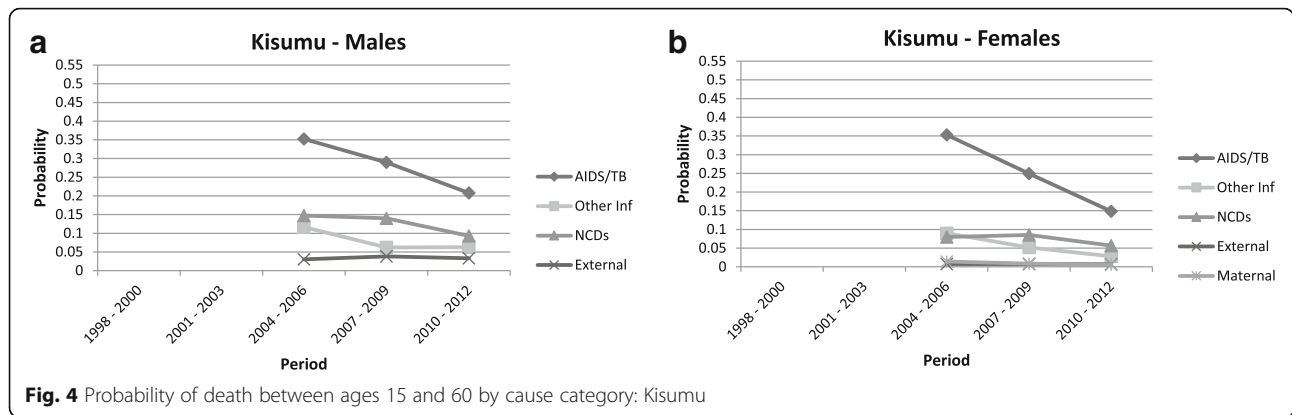 a
Kisumu - Males
0.55
0.5
0.45
0.4
0.35
0.3
0.25
0.2
0.15
0.1
0.05
0
Probability
1998 - 2000
2001 - 2003
2004 - 2006
2007 - 2009
2010 - 2012
Period
AIDS/TB
Other Inf
NCDs
External
b
Kisumu - Females
0.55
0.5
0.45
0.4
0.35
0.3
0.25
0.2
0.15
0.1
0.05
0
Probability
1998 - 2000
2001 - 2003
2004 - 2006
2007 - 2009
2010 - 2012
Period
AIDS/TB
Other Inf
NCDs
External
Maternal
Fig. 4 Probability of death between ages 15 and 60 by cause category: Kisumu